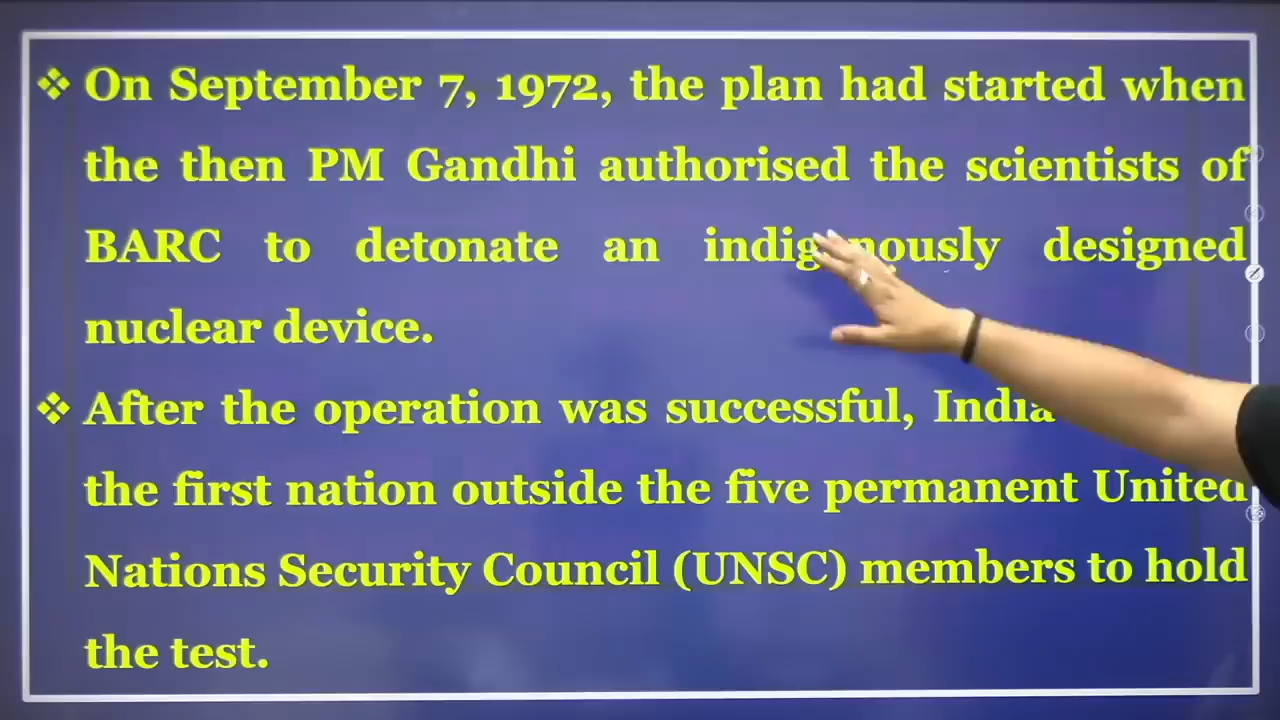 ❖ On September 7, 1972, the plan had started when
the then PM Gandhi authorised the scientists of
BARC to detonate an designed
nuclear device.
❖ After the operation was successful, India
the first nation outside the five permanent United
Nations Security Council (UNSC) members to hold
the test.